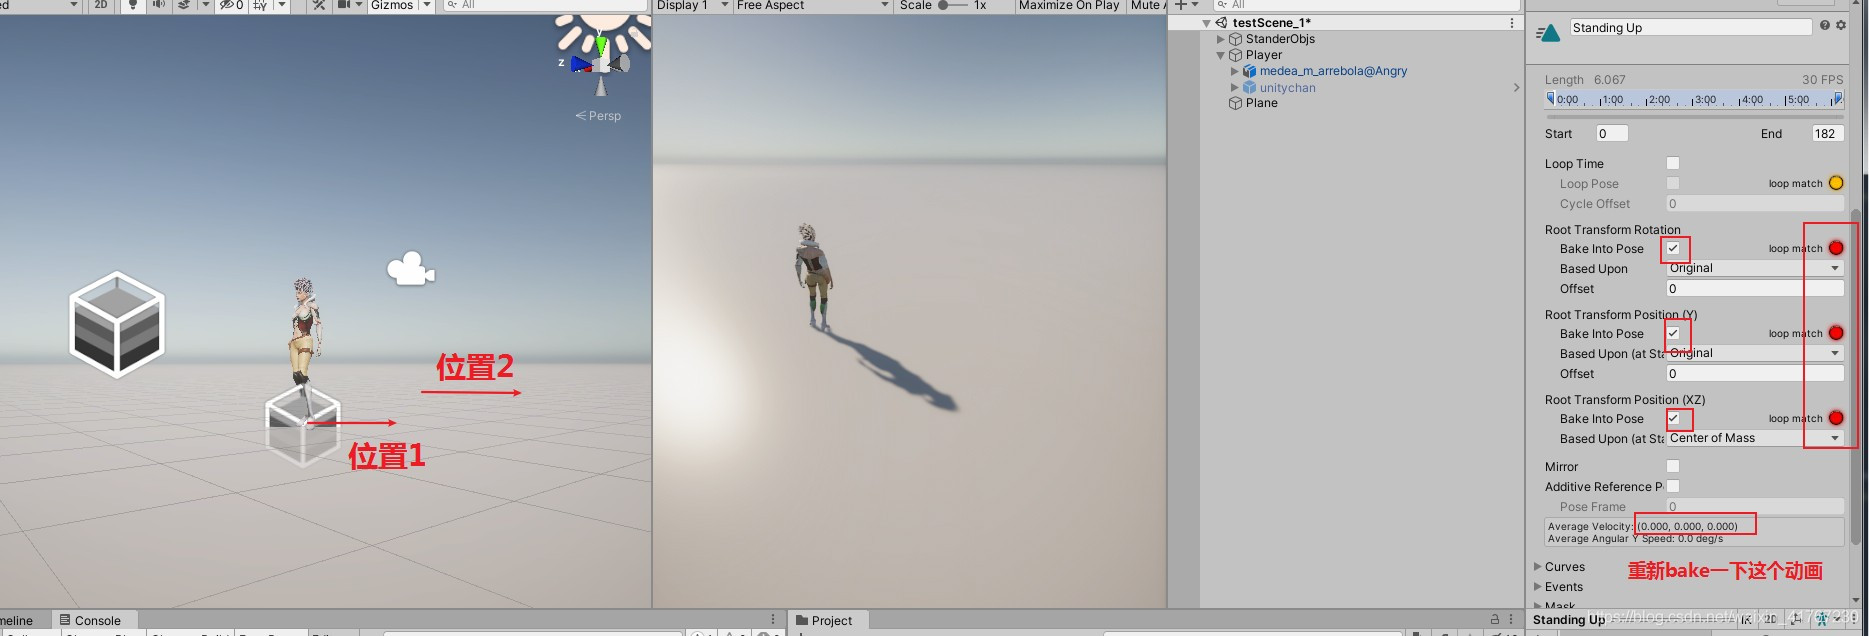 2D
0
Gizmos
All
Display 1
Free Aspect
Scale
1x
Maximize On Play
Mute
All
z
y
Persp
位置2
位置1
testScene_1*
StanderObjs
Player
medea_m_arrebola@Angry
unitychan
Plane
Standing Up
Length 6.067
30 FPS
0:00 1:00 2:00 3:00 4:00 5:00
Start 0
End 182
Loop Time
Loop Pose
loop match
Cycle Offset 0
Root Transform Rotation
Bake Into Pose
loop match
Based Upon Original
Offset 0
Root Transform Position (Y)
Bake Into Pose
loop match
Based Upon (at Sta Original
Offset 0
Root Transform Position (XZ)
Bake Into Pose
loop match
Based Upon (at Sta Center of Mass
Mirror
Additive Reference P
Pose Frame 0
Average Velocity: (0.000, 0.000, 0.000)
Average Angular Y Speed: 0.0 deg/s
Curves
重新bake一下这个动画
Events
Mask
meline
Console
Project
Standing Up
IK
2D